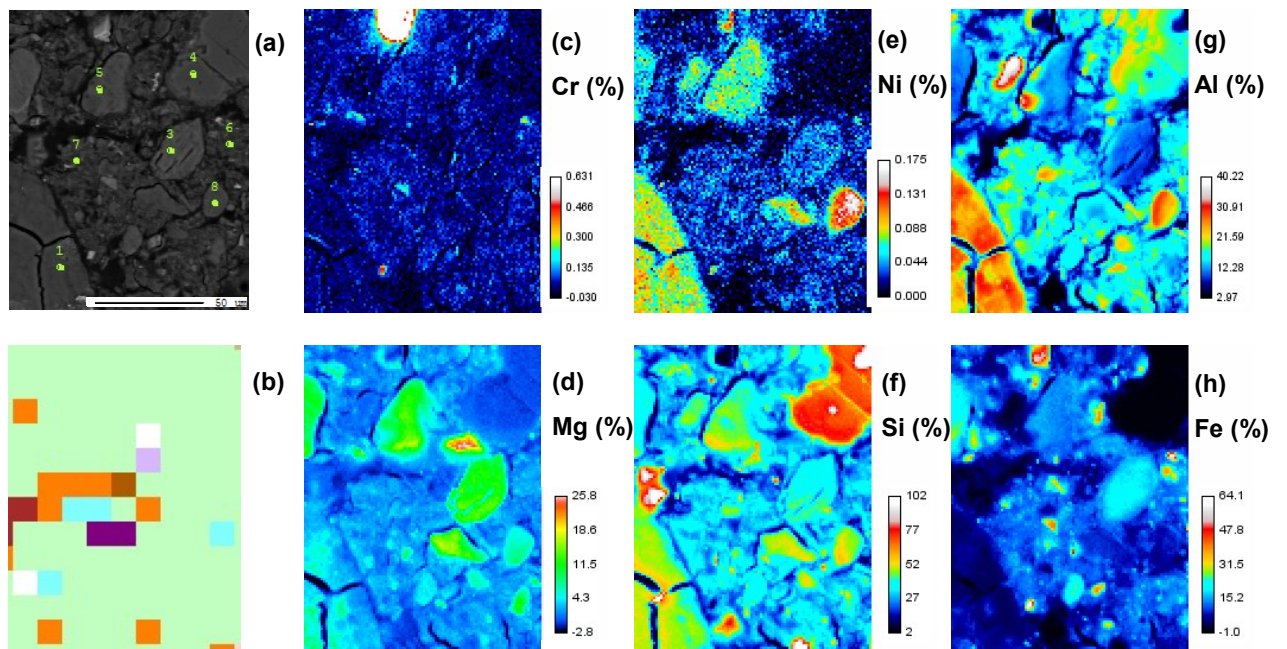 (a)
4
5
3
6
7
8
1
50 μm
(c)
Cr (%)
0.631
0.466
0.300
0.135
-0.030
(e)
Ni (%)
0.175
0.131
0.088
0.044
0.000
(g)
Al (%)
40.22
30.91
21.59
12.28
2.97
(b)
(d)
Mg (%)
25.8
18.6
11.5
4.3
-2.8
(f)
Si (%)
102
77
52
27
2
(h)
Fe (%)
64.1
47.8
31.5
15.2
-1.0